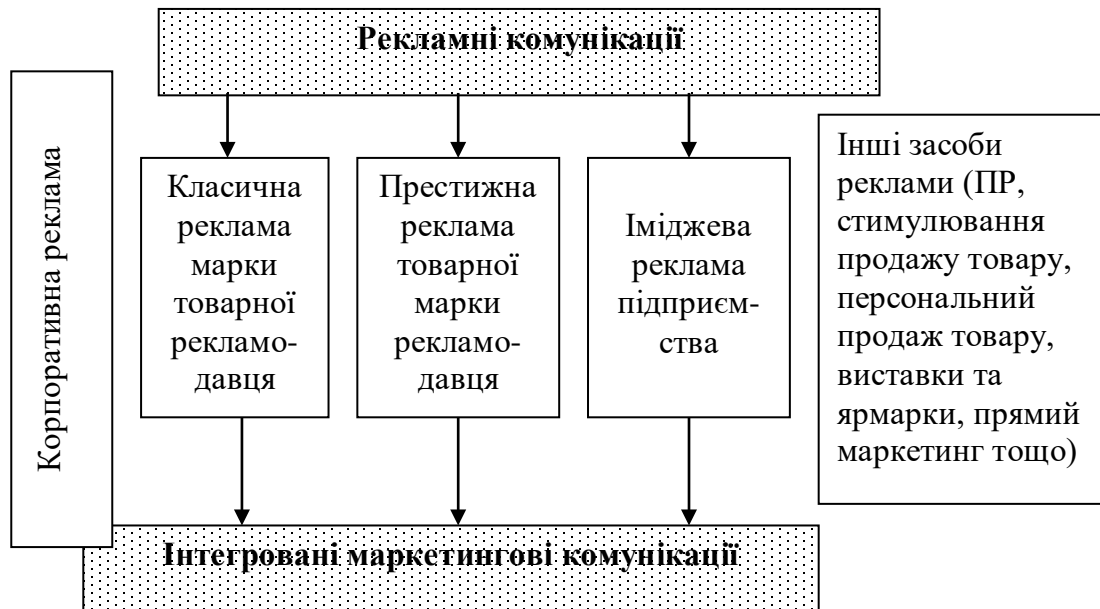 Рекламні комунікації
Корпоративна реклама
Класична
реклама
марки
товарної
рекламо-
давця
Престижна
реклама
товарної
марки
рекламо-
давця
Іміджева
реклама
підприєм-
ства
Інші засоби
реклами (ПР,
стимулювання
продажу товару,
персональний
продаж товару,
виставки та
ярмарки, прямий
маркетинг тощо)
Інтегровані маркетингові комунікації